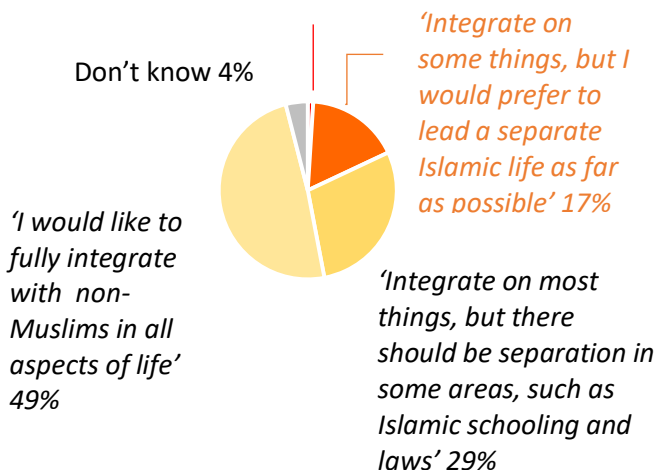 ‘Integrate on
some things, but I
would prefer to
lead a separate
Islamic life as far
as possible’ 17%
Don’t know 4%
‘I would like to
fully integrate
with  non-
Muslims in all
aspects of life’
49%
‘Integrate on most
things, but there
should be separation in
some areas, such as
Islamic schooling and
laws’ 29%